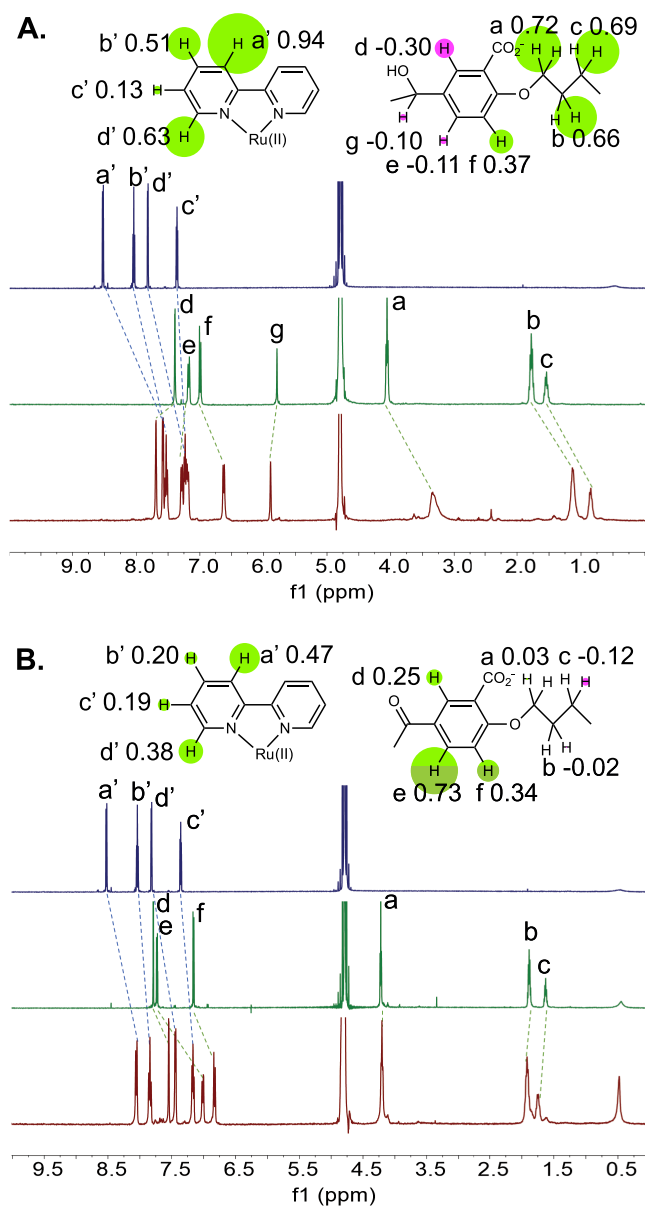 A.
b' 0.51 H H a' 0.94
d -0.30 H CO2- a 0.72 c 0.69
H H H H
c' 0.13 H
HO
O
N N
H
H H
d' 0.63 H
Ru(II)
H H
g -0.10
e -0.11 f 0.37
b 0.66
a' b' d' c'
d
e
f
g
a
b
c
9.0 8.0 7.0 6.0 5.0 4.0 3.0 2.0 1.0
f1 (ppm)
B.
b' 0.20 H H a' 0.47
a 0.03 c -0.12
d 0.25 H CO2- H H H H
c' 0.19 H
O
O
N N
H H
d' 0.38 H
Ru(II)
H H
b -0.02
e 0.73 f 0.34
a' b' d' c'
d
e
f
a
b
c
9.5 8.5 7.5 6.5 5.5 4.5 3.5 2.5 1.5 0.5
f1 (ppm)